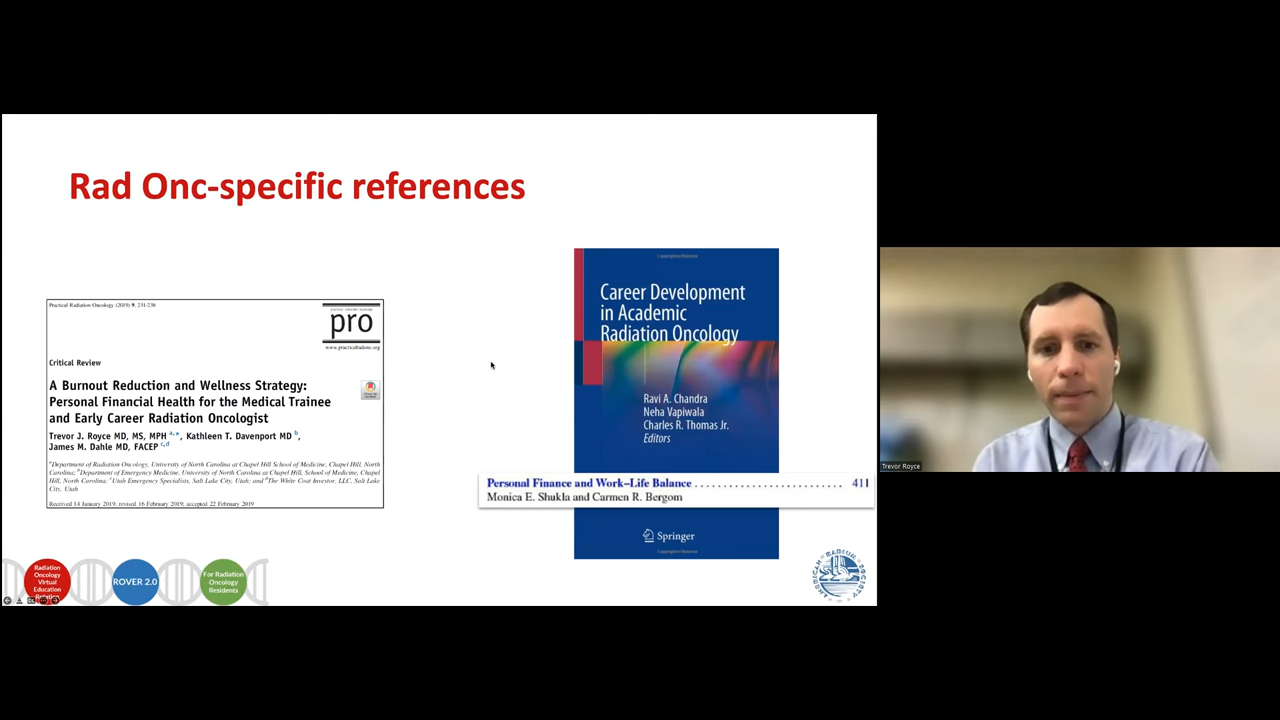 Rad Onc-specific references
Practical Radiation Oncology (2019) 9, 231-238
pro
www.practicalradonc.org
Critical Review
A Burnout Reduction and Wellness Strategy:
Personal Financial Health for the Medical Trainee
and Early Career Radiation Oncologist
Trevor J. Royce MD, MS, MPH a,*, Kathleen T. Davenport MD b,
James M. Dahle MD, FACEP c,d
aDepartment of Radiation Oncology, University of North Carolina at Chapel Hill School of Medicine, Chapel Hill, North
Carolina; bDepartment of Emergency Medicine, University of North Carolina at Chapel Hill, School of Medicine, Chapel
Hill, North Carolina; cUtah Emergency Specialists, Salt Lake City, Utah; and dThe White Coat Investor, LLC, Salt Lake
City, Utah
Received 14 January 2019; revised 16 February 2019; accepted 22 February 2019
Career Development
in Academic
Radiation Oncology
Ravi A. Chandra
Neha Vapiwala
Charles R. Thomas Jr.
Editors
Personal Finance and Work–Life Balance 411
Monica E. Shukla and Carmen R. Bergom
Springer
Radiation
Oncology
Virtual
Education
ROVER 2.0
For Radiation
Oncology
Residents
AMERICAN RADIUM SOCIETY
Trevor Royce